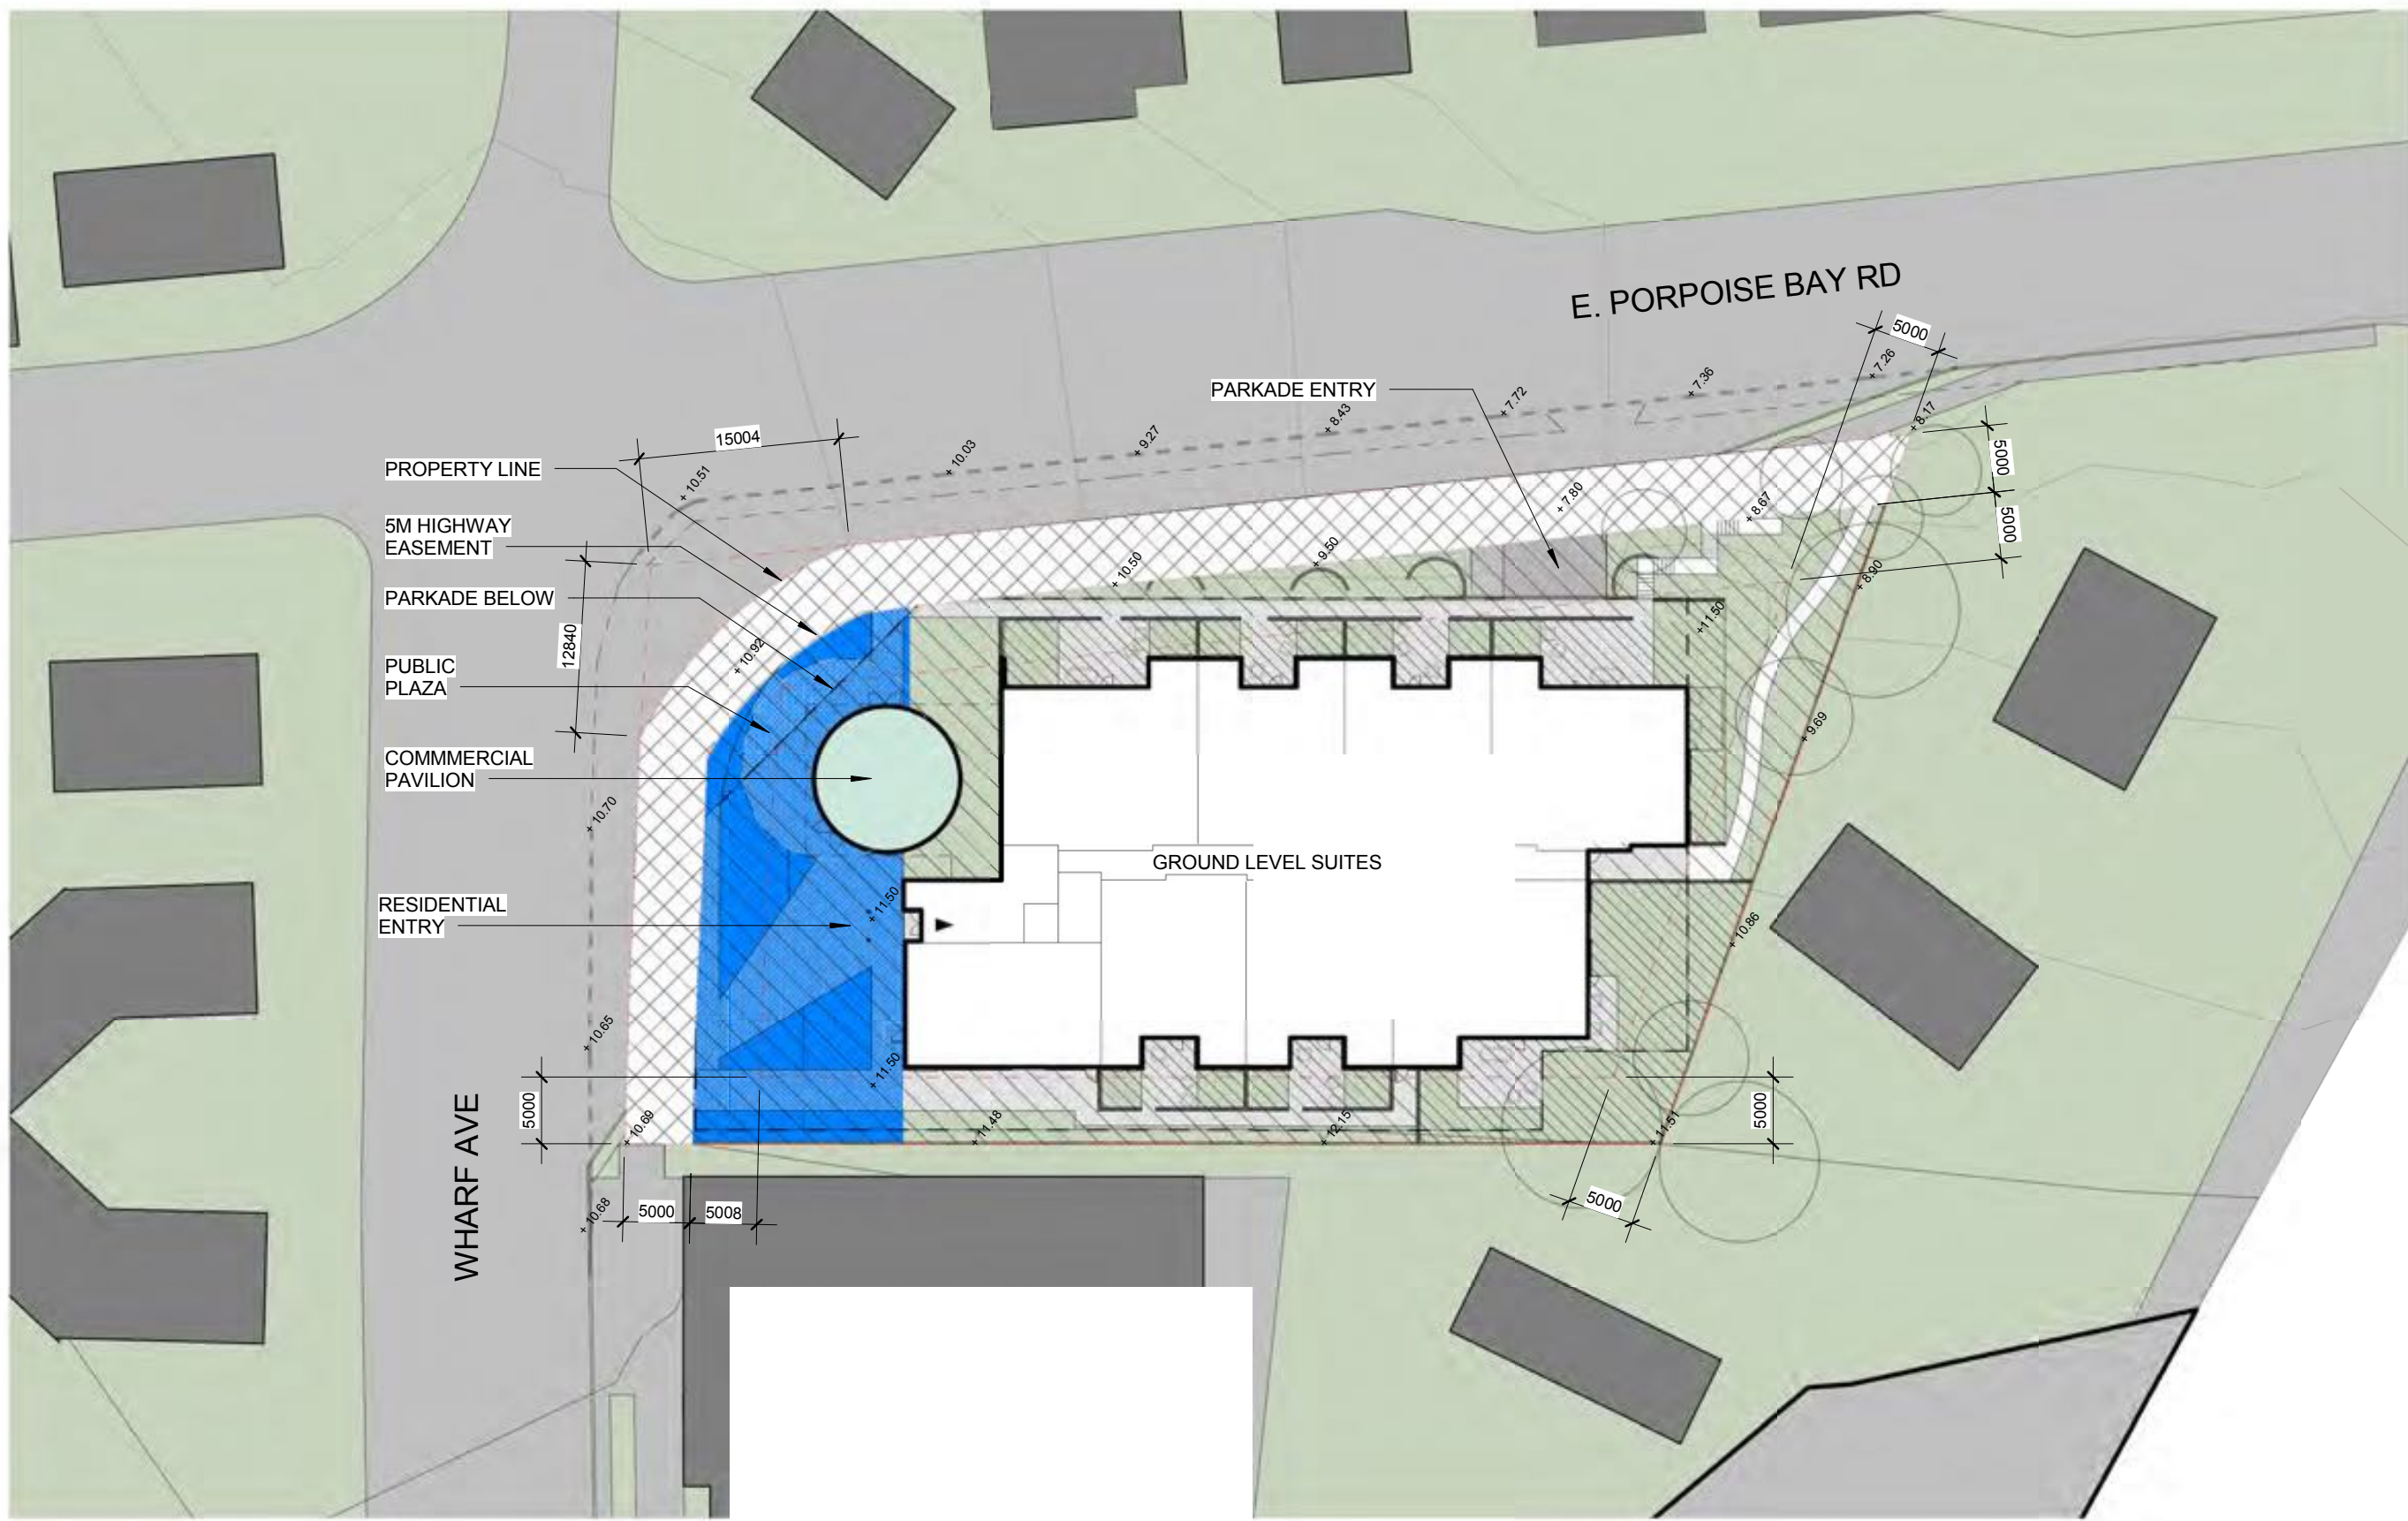 E. PORPOISE BAY RD
5000
+ 7.26
PARKADE ENTRY
+ 7.36
+ 7.72
+ 8.43
+ 9.27
+ 10.03
+ 8.17
15004
PROPERTY LINE
+ 10.51
5000
5M HIGHWAY
EASEMENT
+ 7.80
+ 8.67
5000
+ 9.50
+ 10.50
+ 8.90
PARKADE BELOW
+11.50
12840
+ 10.92
PUBLIC
PLAZA
+ 9.69
COMMMERCIAL
PAVILION
+ 10.70
GROUND LEVEL SUITES
RESIDENTIAL
ENTRY
+ 11.50
+ 10.86
+ 10.65
+ 11.50
WHARF AVE
5000
+ 10.69
+ 11.48
+ 12.15
+ 11.51
5000
+ 10.68
5000
5008
5000